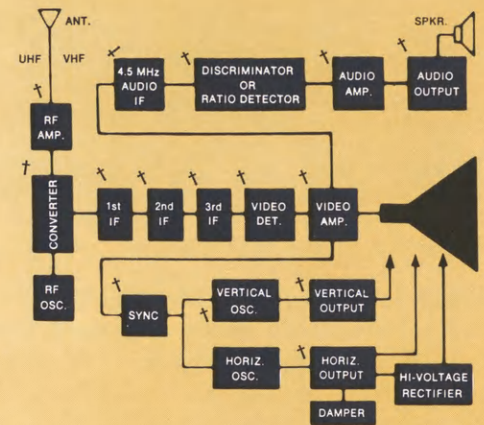 ANT.
SPKR.
UHF VHF
4.5 MHz
AUDIO
IF
DISCRIMINATOR
OR
RATIO DETECTOR
AUDIO
AMP.
AUDIO
OUTPUT
RF
AMP.
CONVERTER
1st
IF
2nd
IF
3rd
IF
VIDEO
DET.
VIDEO
AMP.
RF
OSC.
SYNC
VERTICAL
OSC.
VERTICAL
OUTPUT
HORIZ.
OSC.
HORIZ.
OUTPUT
HI-VOLTAGE
RECTIFIER
DAMPER